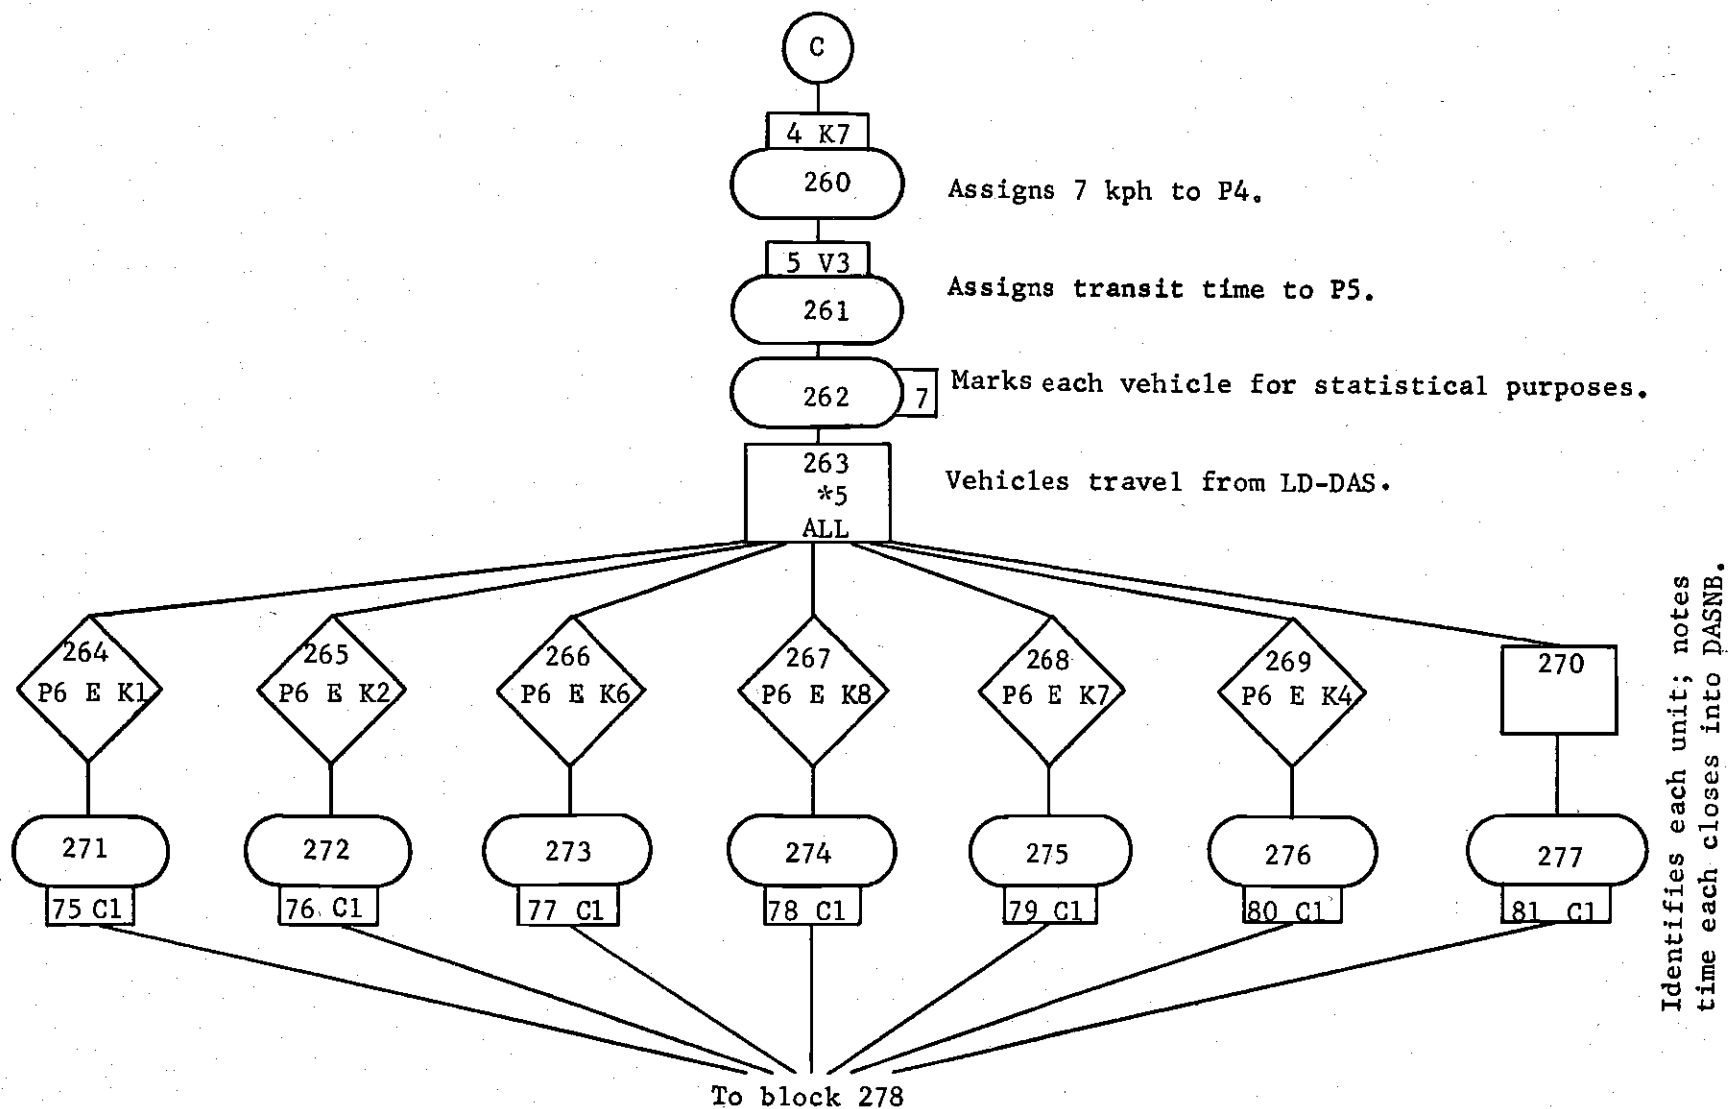 C
4 K7
260
Assigns 7 kph to P4.
5 V3
261
Assigns transit time to P5.
262
7
Marks each vehicle for statistical purposes.
263
*5
ALL
Vehicles travel from LD-DAS.
264
P6 E K1
265
P6 E K2
266
P6 E K6
267
P6 E K8
268
P6 E K7
269
P6 E K4
270
271
272
273
274
275
276
277
75 C1
76 C1
77 C1
78 C1
79 C1
80 C1
81 C1
Identifies each unit; notes
time each closes into DASNB.
To block 278